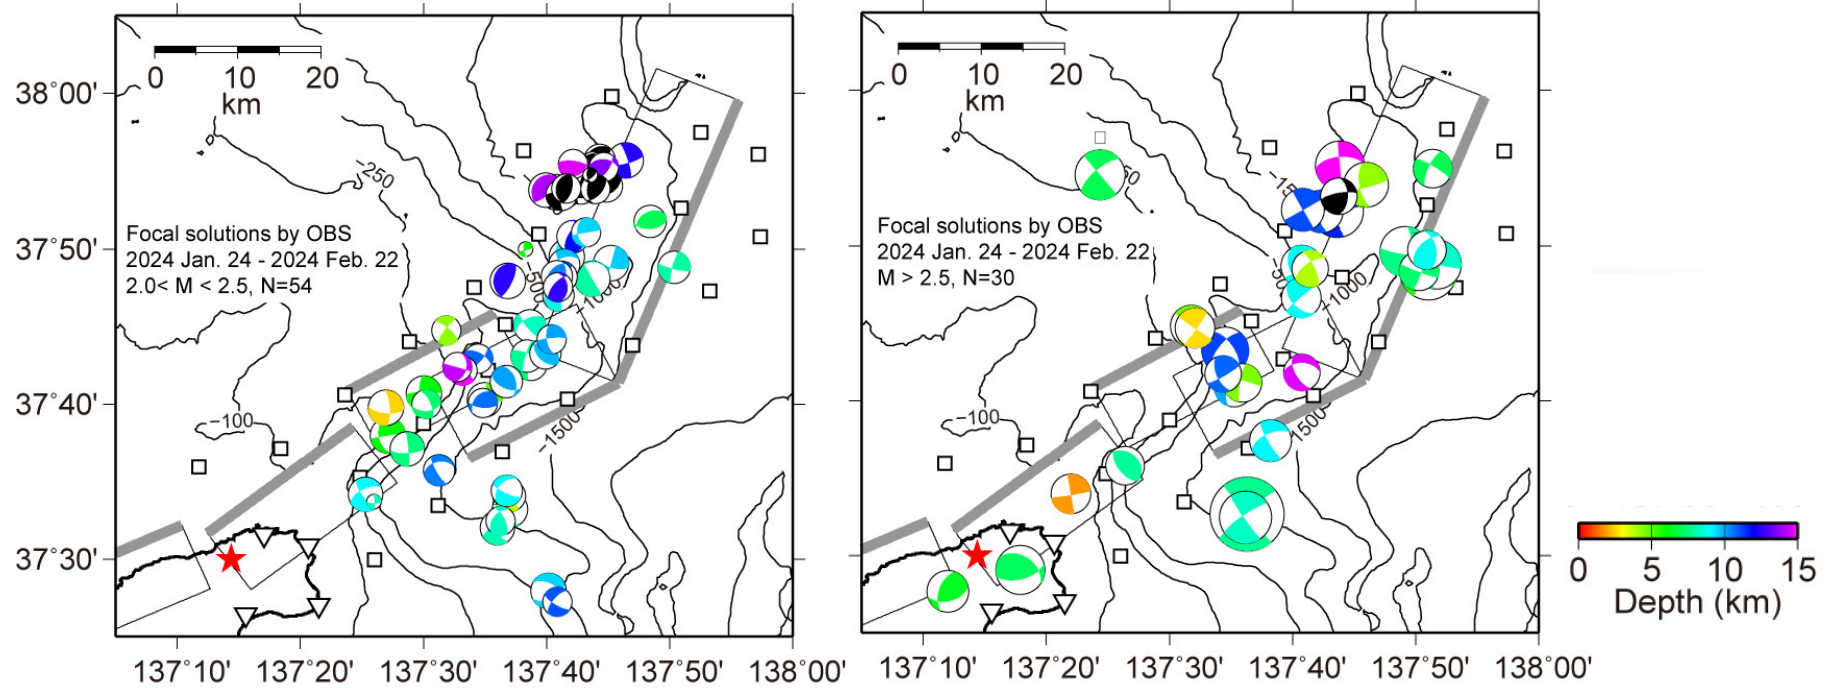 0 10 20
km
38°00'
−250
Focal solutions by OBS
2024 Jan. 24 - 2024 Feb. 22
2.0< M < 2.5, N=54
37°50'
37°40'
−100
−1500
37°30'
137°10' 137°20' 137°30' 137°40' 137°50' 138°00'
0 10 20
km
Focal solutions by OBS
2024 Jan. 24 - 2024 Feb. 22
M > 2.5, N=30
−1000
−100
1500
137°10' 137°20' 137°30' 137°40' 137°50' 138°00'
0 5 10 15
Depth (km)